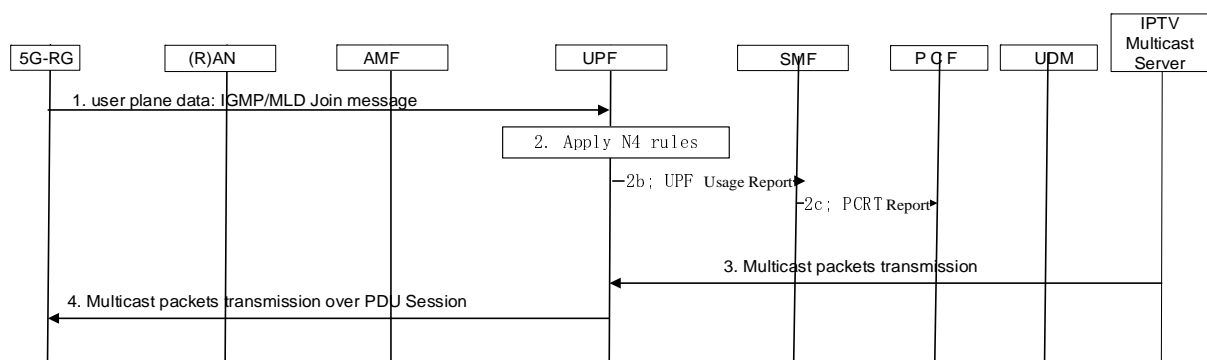 IPTV
Multicast
Server
5G-RG
(R)AN
AMF
UPF
SMF
PCF
UDM
1. user plane data: IGMP/MLD Join message
2. Apply N4 rules
2b; UPF Usage Report
2c; PCRT Report
3. Multicast packets transmission
4. Multicast packets transmission over PDU Session